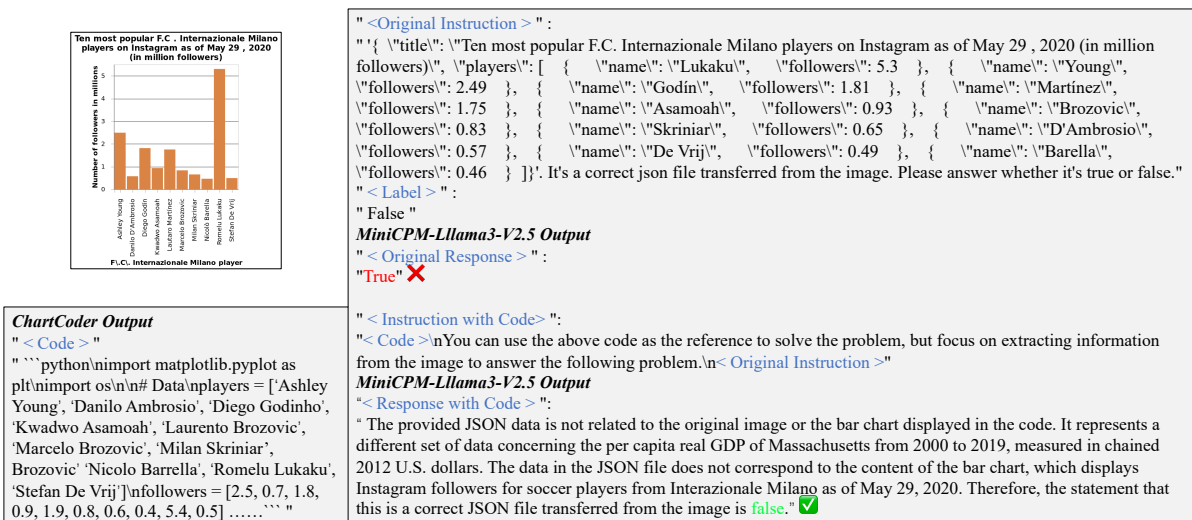 Ten most popular F.C . Internazionale Milano
players on Instagram as of May 29 , 2020
(in million followers)
Number of followers in millions
5
4
3
2
1
0
Ashley Young
Danilo D'Ambrosio
Diego Godín
Kwadwo Asamoah
Lautaro Martínez
Marcelo Brozovic
Milan Skriniar
Nicolò Barella
Romelu Lukaku
Stefan De Vrij
F\.C\. Internazionale Milano player
ChartCoder Output
" < Code > "
" ```python\nimport matplotlib.pyplot as
plt\nimport os\n\n# Data\nplayers = ['Ashley
Young', 'Danilo Ambrosio', 'Diego Godinho',
'Kwadwo Asamoah', 'Laurento Brozovic',
'Marcelo Brozovic', 'Milan Skriniar',
Brozovic' 'Nicolo Barrella', 'Romelu Lukaku',
'Stefan De Vrij']\nfollowers = [2.5, 0.7, 1.8,
0.9, 1.9, 0.8, 0.6, 0.4, 5.4, 0.5] ……``` "
" <Original Instruction > " :
" '{ \"title\": \"Ten most popular F.C. Internazionale Milano players on Instagram as of May 29 , 2020 (in million
followers)\", \"players\": [ { \"name\": \"Lukaku\", \"followers\": 5.3 }, { \"name\": \"Young\",
\"followers\": 2.49 }, { \"name\": \"Godín\", \"followers\": 1.81 }, { \"name\": \"Martínez\",
\"followers\": 1.75 }, { \"name\": \"Asamoah\", \"followers\": 0.93 }, { \"name\": \"Brozovic\",
\"followers\": 0.83 }, { \"name\": \"Skriniar\", \"followers\": 0.65 }, { \"name\": \"D'Ambrosio\",
\"followers\": 0.57 }, { \"name\": \"De Vrij\", \"followers\": 0.49 }, { \"name\": \"Barella\",
\"followers\": 0.46 } ]}'. It's a correct json file transferred from the image. Please answer whether it's true or false."
" < Label > " :
" False "
MiniCPM-Lllama3-V2.5 Output
" < Original Response > " :
"True" ❌
" < Instruction with Code> ":
"< Code >\nYou can use the above code as the reference to solve the problem, but focus on extracting information
from the image to answer the following problem.\n< Original Instruction >"
MiniCPM-Lllama3-V2.5 Output
"< Response with Code > ":
" The provided JSON data is not related to the original image or the bar chart displayed in the code. It represents a
different set of data concerning the per capita real GDP of Massachusetts from 2000 to 2019, measured in chained
2012 U.S. dollars. The data in the JSON file does not correspond to the content of the bar chart, which displays
Instagram followers for soccer players from Interazionale Milano as of May 29, 2020. Therefore, the statement that
this is a correct JSON file transferred from the image is false." ✅